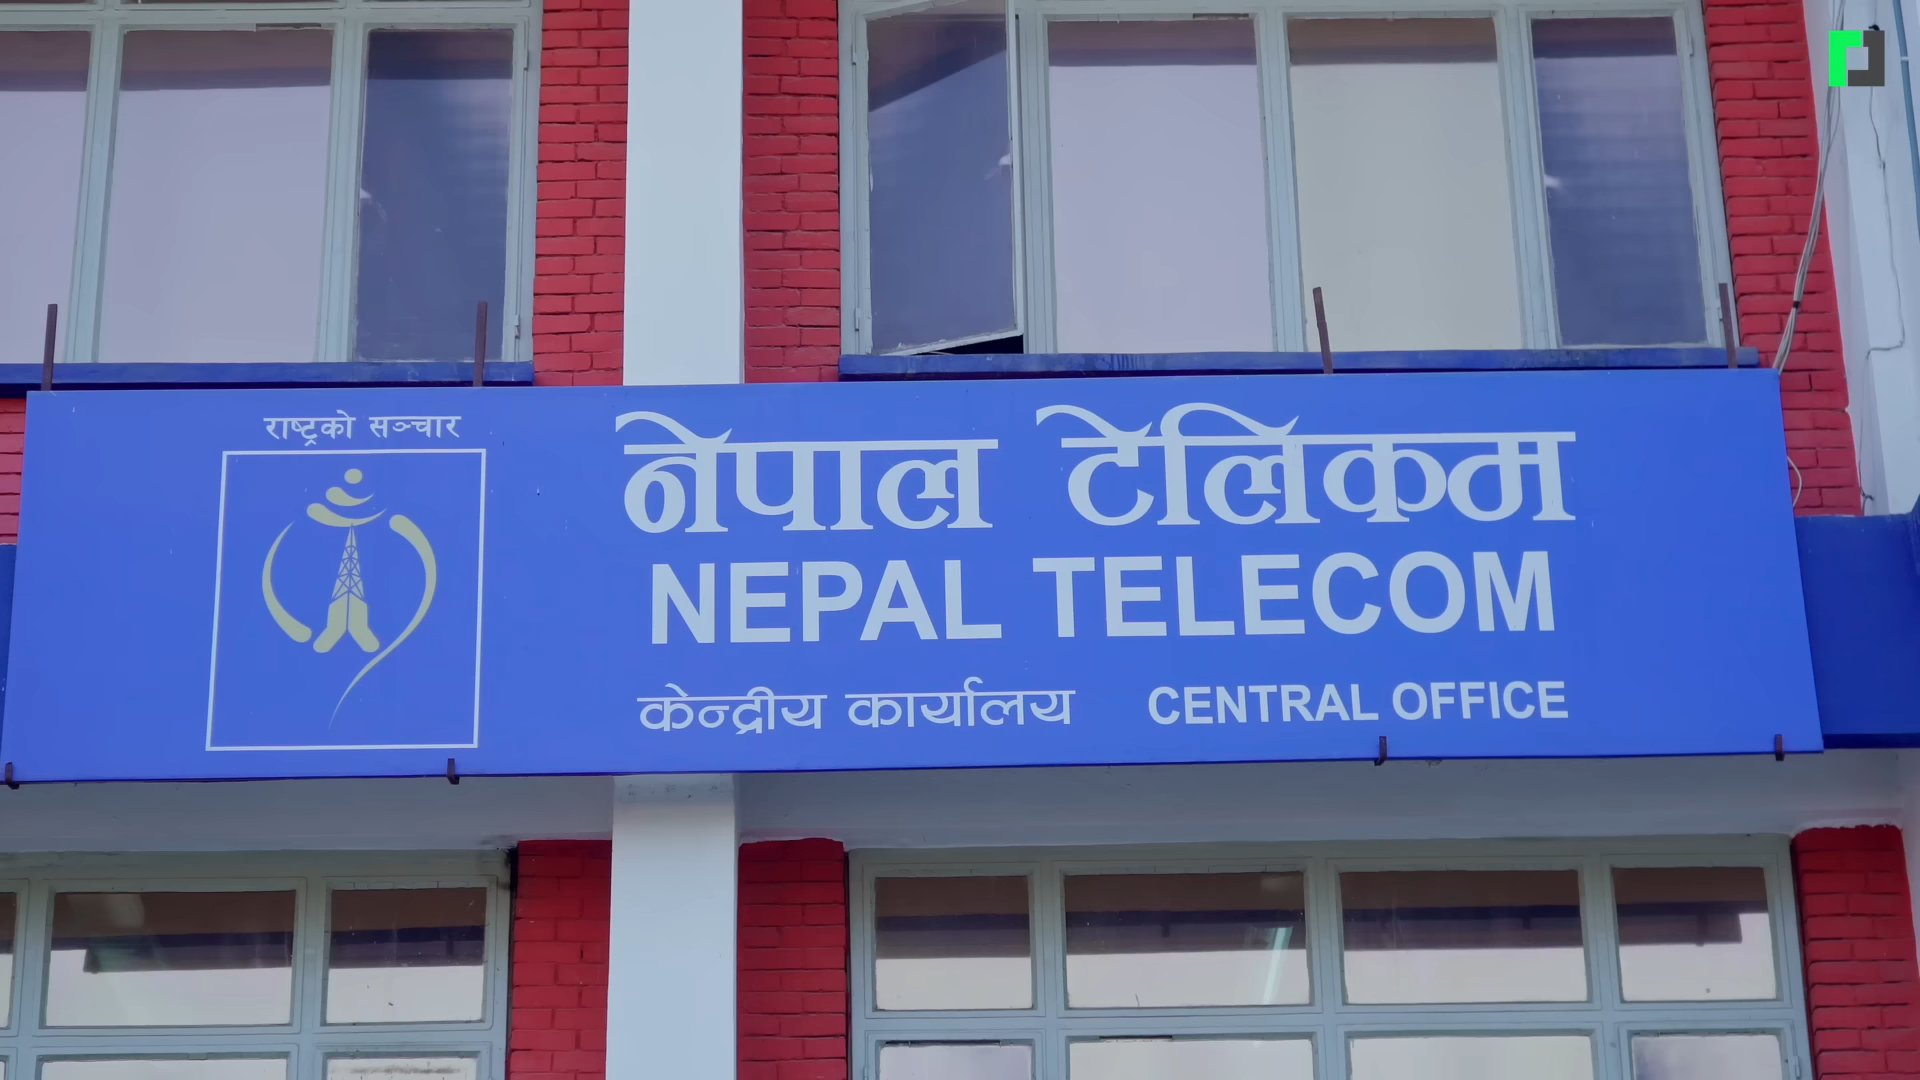 राष्ट्रको सञ्चार
नेपाल टेलिकम
NEPAL TELECOM
केन्द्रीय कार्यालय CENTRAL OFFICE